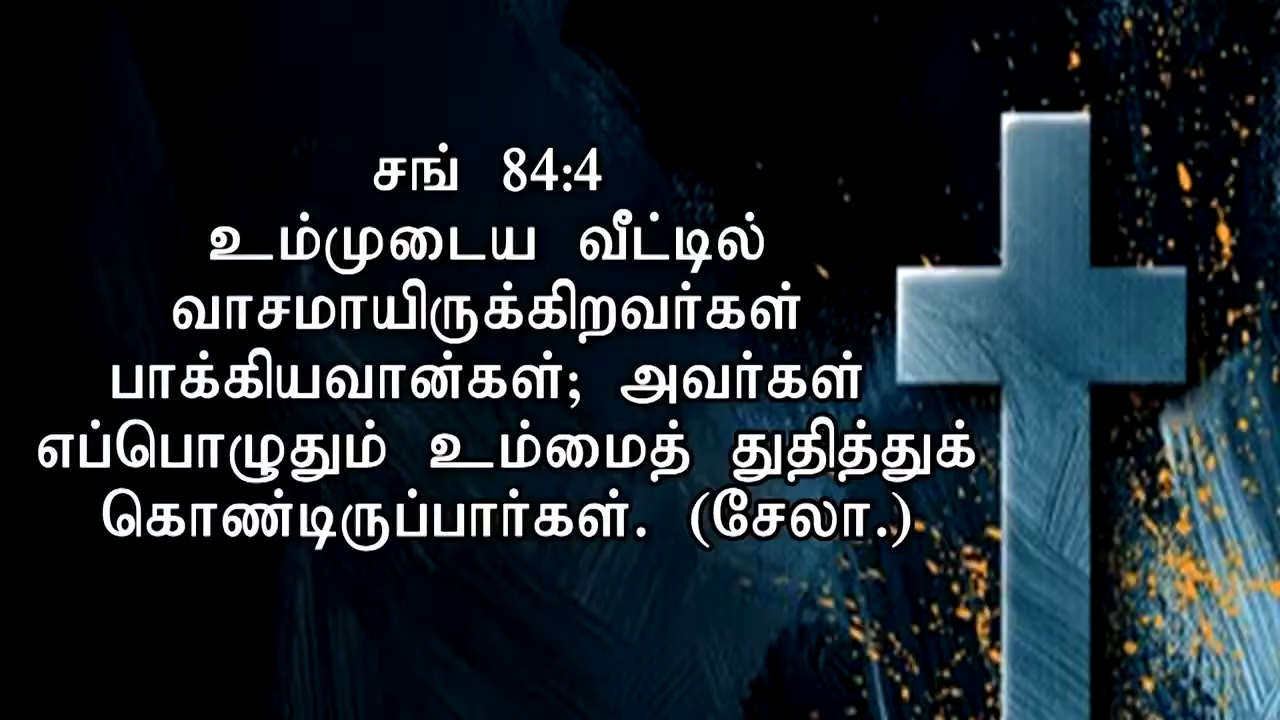 சங் 84:4
உம்முடைய வீட்டில்
வாசமாயிருக்கிறவர்கள்
பாக்கியவான்கள்; அவர்கள்
எப்பொழுதும் உம்மைத் துதித்துக்
கொண்டிருப்பார்கள். (சேலா.)